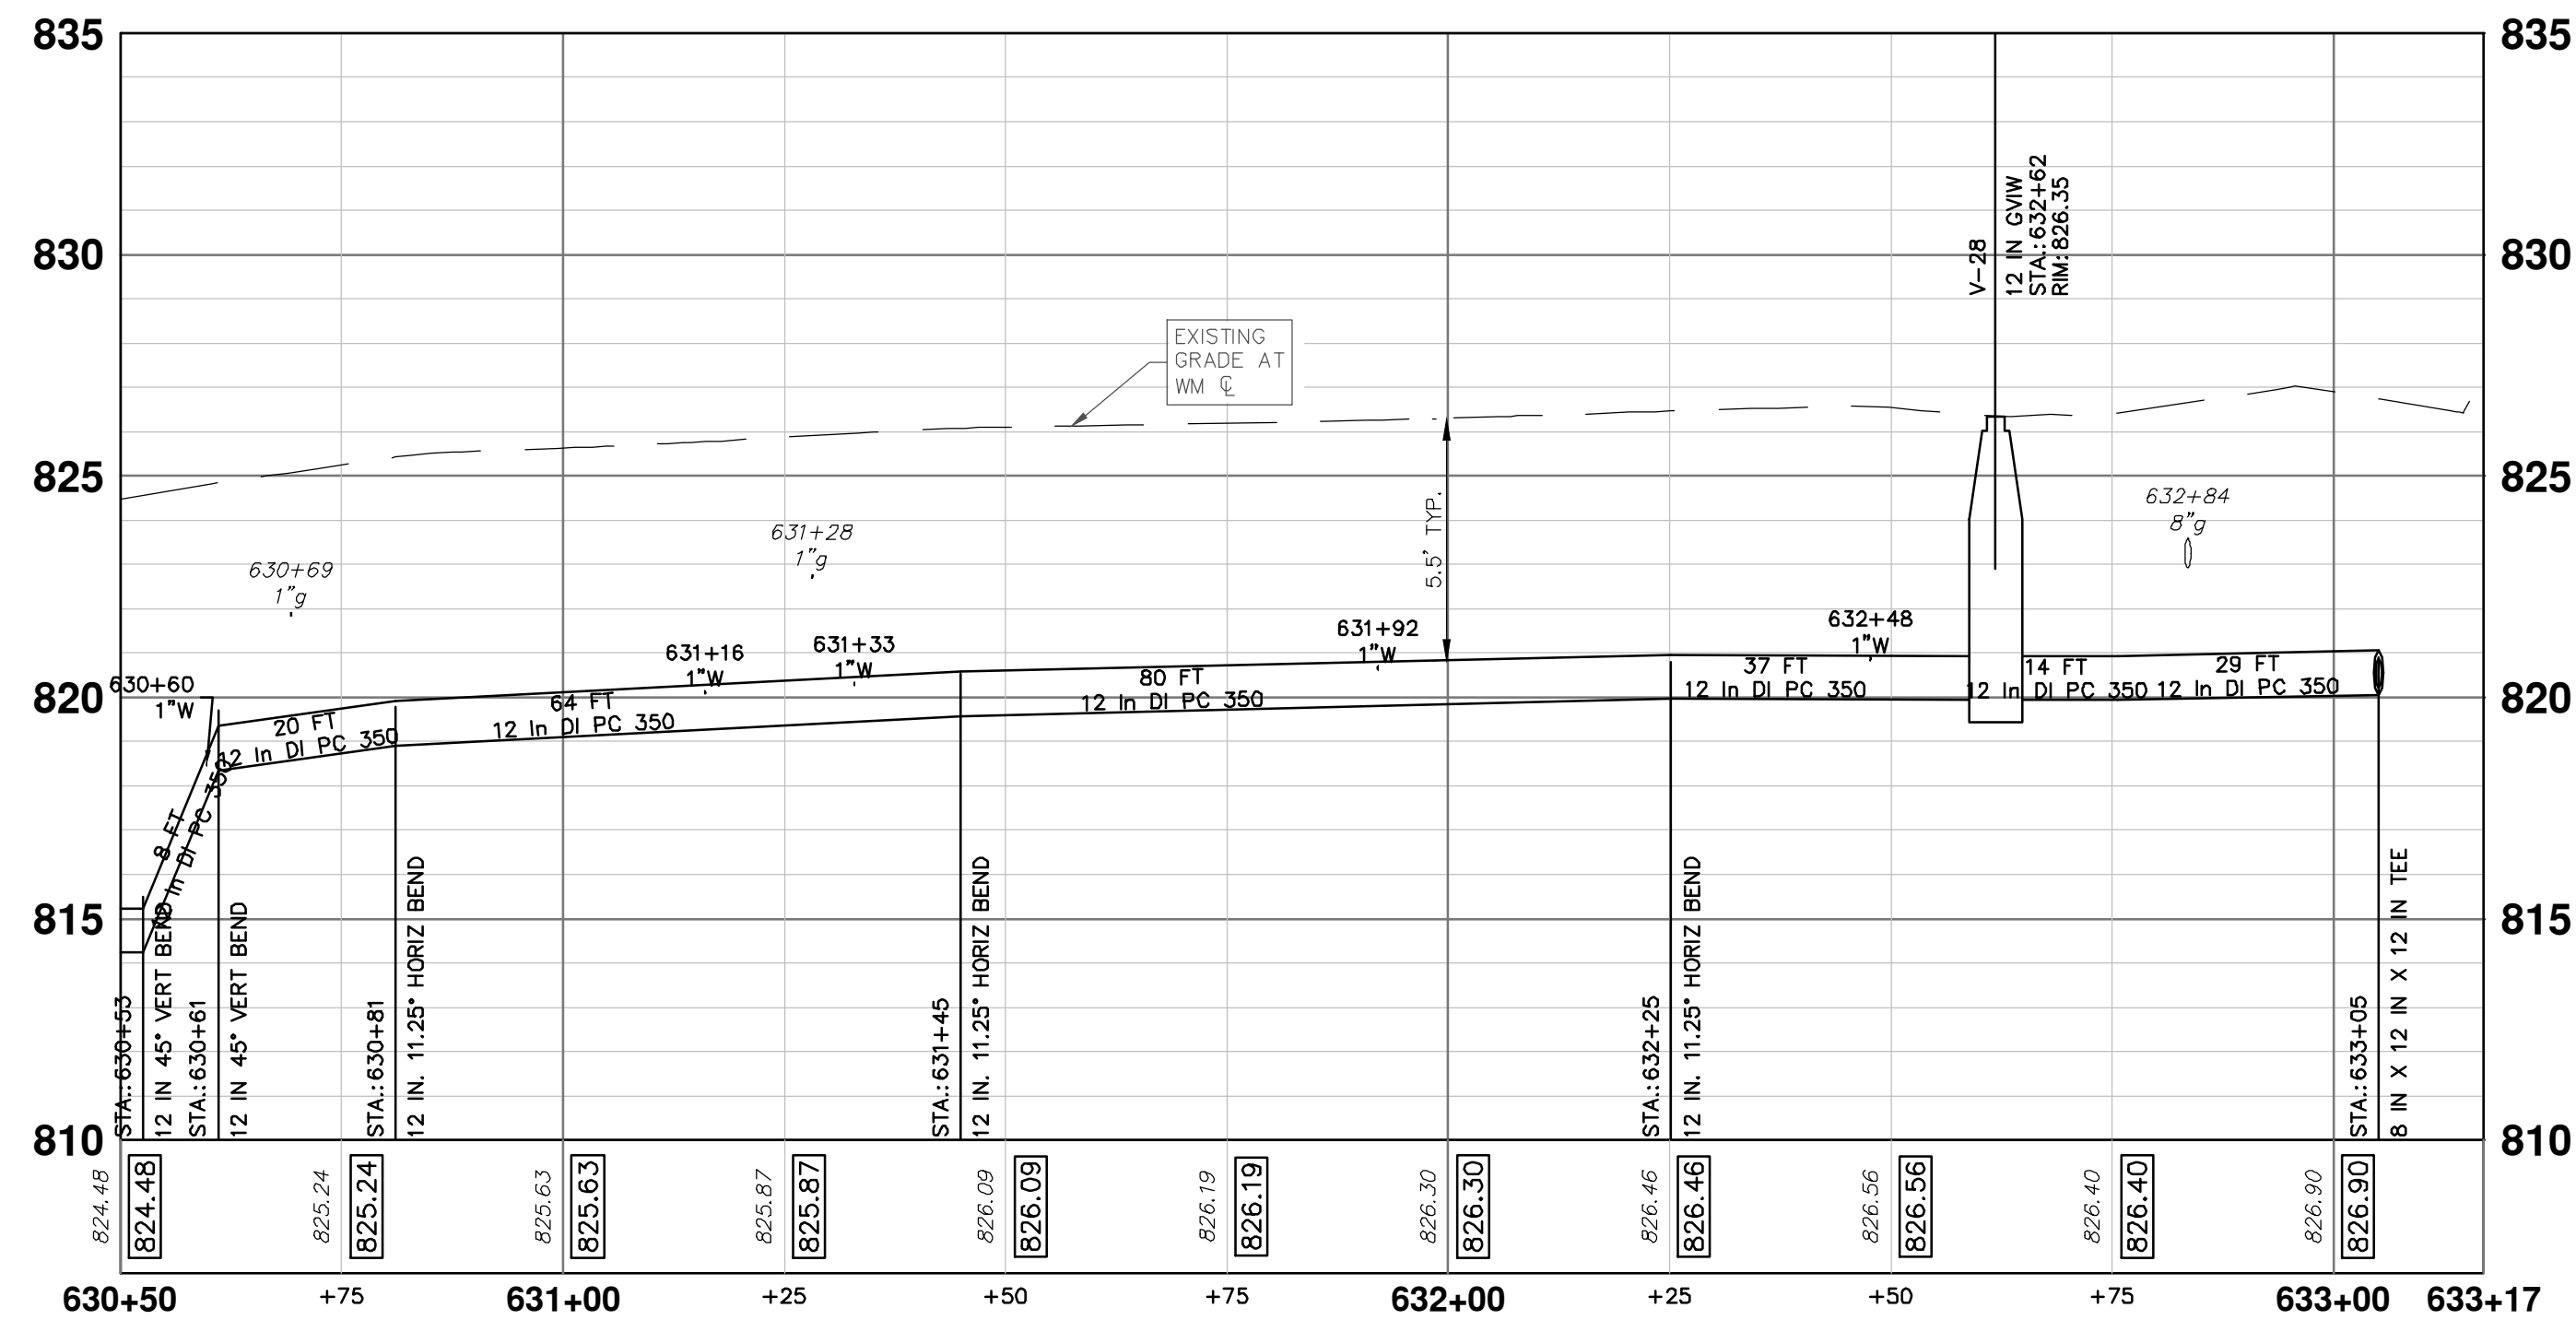 835
835
830
830
825
825
820
820
815
815
810
810
V-28
12 IN GVIW
STA.:632+62
RIM:826.35
EXISTING
GRADE AT
WM ℄
5.5' TYP.
630+69
1"g
631+28
1"g
632+84
8"g
630+60
1"W
631+16
1"W
631+33
1"W
631+92
1"W
632+48
1"W
8 FT
12 In DI PC 350
20 FT
12 In DI PC 350
64 FT
12 In DI PC 350
80 FT
12 In DI PC 350
37 FT
12 In DI PC 350
14 FT
12 In DI PC 350
29 FT
12 In DI PC 350
STA.:630+53
12 IN 45° VERT BEND
STA.:630+61
12 IN 45° VERT BEND
STA.:630+81
12 IN. 11.25° HORIZ BEND
STA.:631+45
12 IN. 11.25° HORIZ BEND
STA.:632+25
12 IN. 11.25° HORIZ BEND
STA.:633+05
8 IN X 12 IN X 12 IN TEE
824.48
824.48
825.24
825.24
825.63
825.63
825.87
825.87
826.09
826.09
826.19
826.19
826.30
826.30
826.46
826.46
826.56
826.56
826.40
826.40
826.90
826.90
630+50
+75
631+00
+25
+50
+75
632+00
+25
+50
+75
633+00
633+17